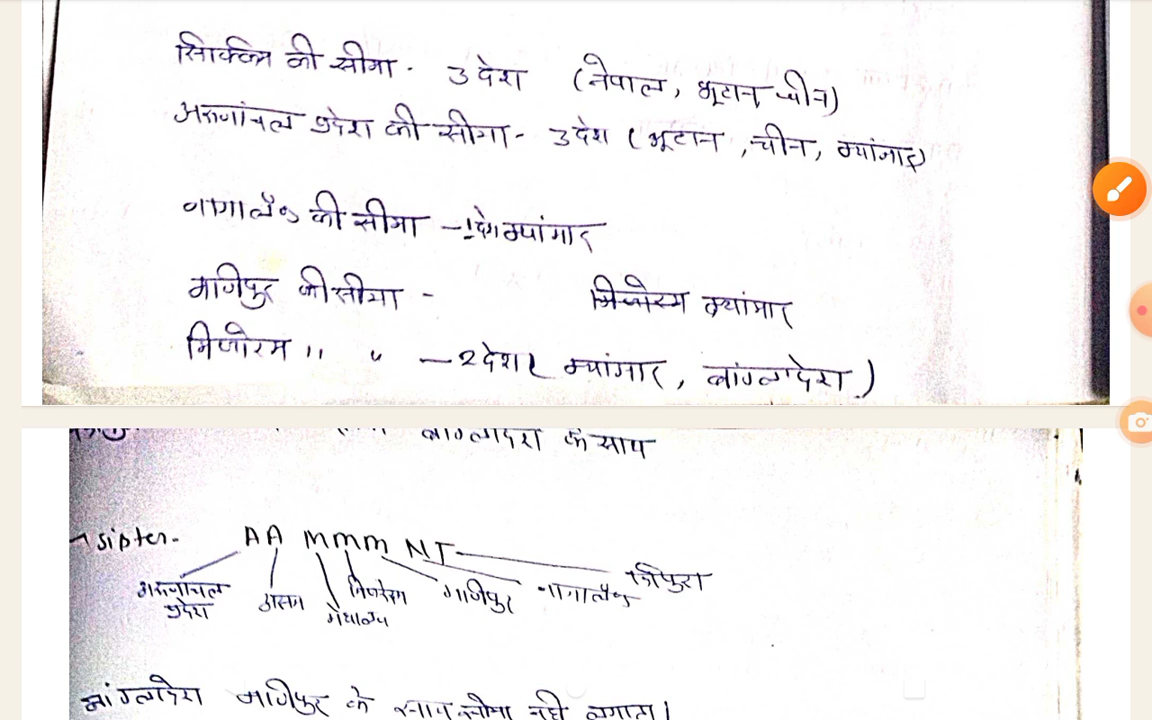 सिक्किम की सीमा - 3 देश (नेपाल, भूटान चीन)
अरुणांचल प्रदेश की सीमा - 3 देश (भूटान, चीन, म्यांमार)
नागालैण्ड की सीमा - 1 देश म्यांमार
मणिपुर की सीमा - मिजोरम म्यांमार
मिजोरम " " - 2 देश ( म्यांमार, बांग्लादेश )
बांग्लादेश के साथ
→ sister - AA MMM NT
अरुणांचल प्रदेश असम मेघालय मिजोरम मणिपुर नागालैण्ड त्रिपुरा
बांग्लादेश मणिपुर के साथ सीमा नही लगाता।